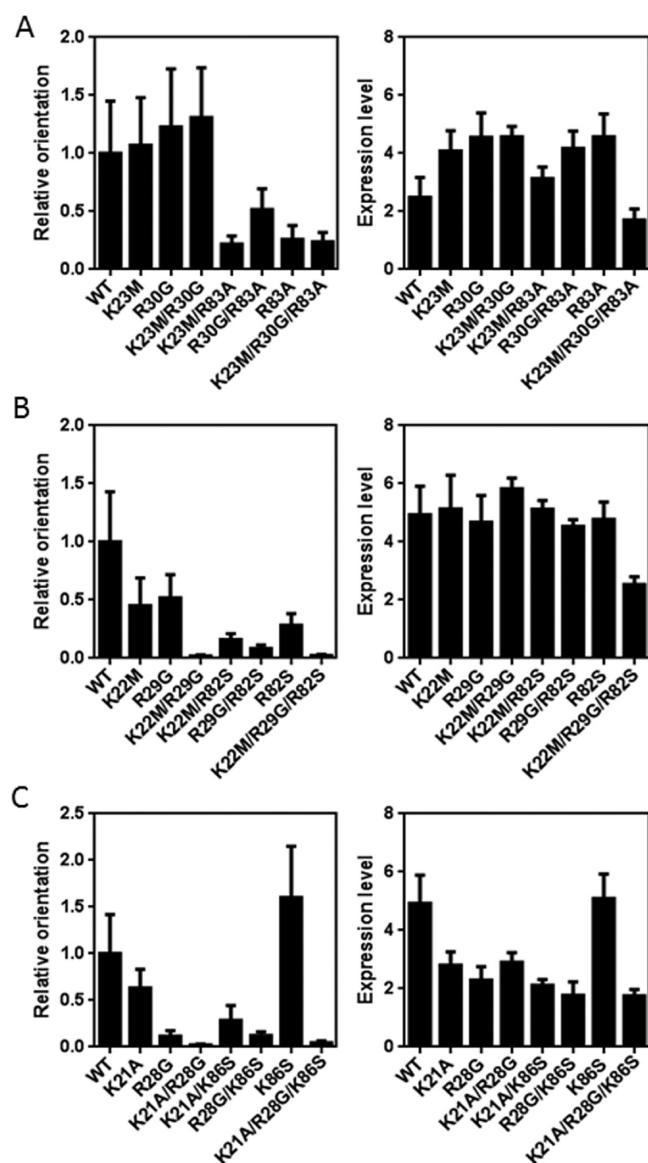 A
Relative orientation
2.0
1.5
1.0
0.5
0.0
WT
K23M
R30G
K23M/R30G
K23M/R83A
R30G/R83A
R83A
K23M/R30G/R83A
Expression level
8
6
4
2
0
WT
K23M
R30G
K23M/R30G
K23M/R83A
R30G/R83A
R83A
K23M/R30G/R83A
B
Relative orientation
2.0
1.5
1.0
0.5
0.0
WT
K22M
R29G
K22M/R29G
K22M/R82S
R29G/R82S
R82S
K22M/R29G/R82S
Expression level
8
6
4
2
0
WT
K22M
R29G
K22M/R29G
K22M/R82S
R29G/R82S
R82S
K22M/R29G/R82S
C
Relative orientation
2.5
2.0
1.5
1.0
0.5
0.0
WT
K21A
R28G
K21A/R28G
K21A/K86S
R28G/K86S
K86S
K21A/R28G/K86S
Expression level
8
6
4
2
0
WT
K21A
R28G
K21A/R28G
K21A/K86S
R28G/K86S
K86S
K21A/R28G/K86S